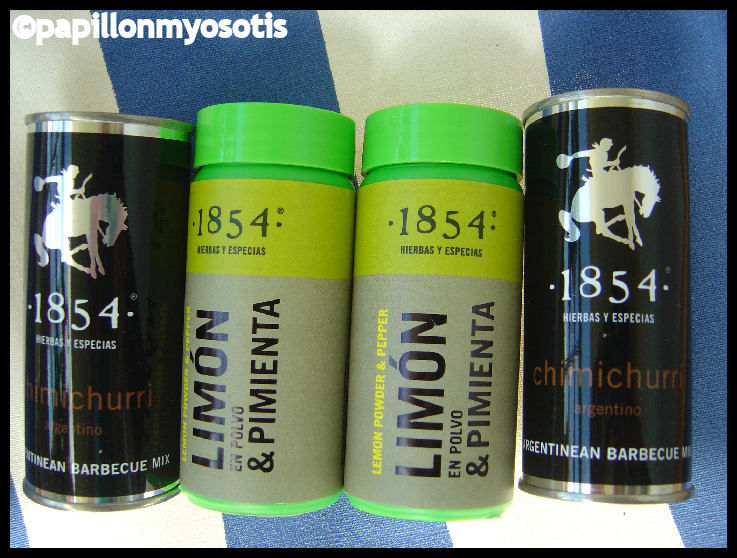 ©papillonmyosotis
·1854·®
HIERBAS Y ESPECIAS
chimichurri
argentino
ARGENTINEAN BARBECUE MIX
·1854·®
HIERBAS Y ESPECIAS
LEMON POWDER & PEPPER
LIMÓN
EN POLVO
& PIMIENTA
·1854·®
HIERBAS Y ESPECIAS
LEMON POWDER & PEPPER
LIMÓN
EN POLVO
& PIMIENTA
·1854·®
HIERBAS Y ESPECIAS
chimichurri
argentino
ARGENTINEAN BARBECUE MIX